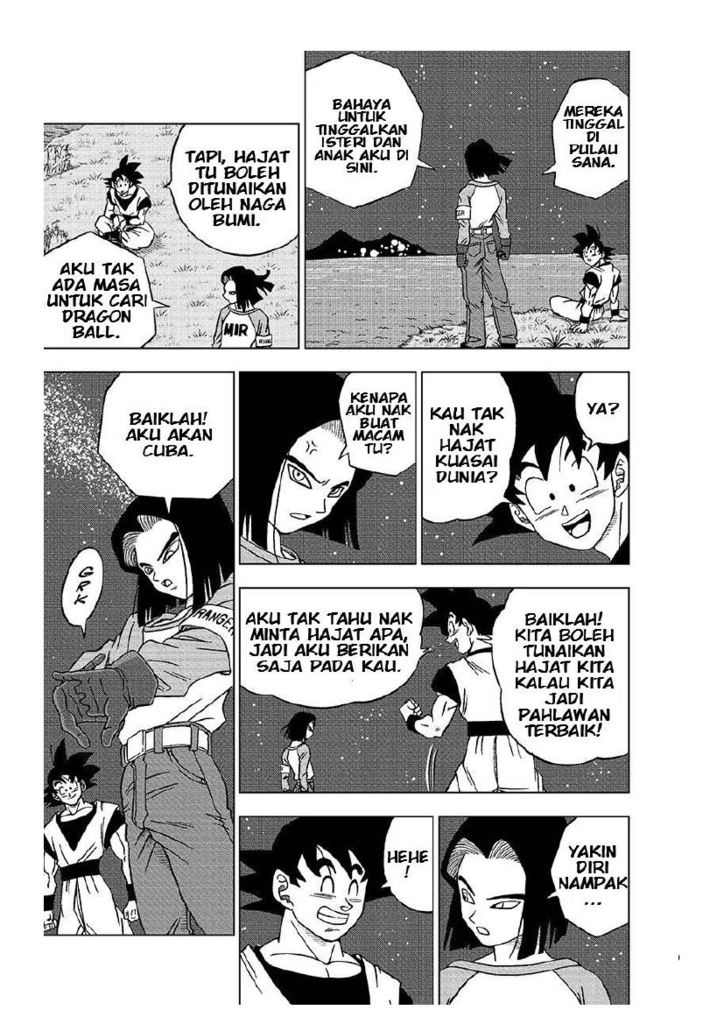 MEREKA
TINGGAL
DI
PULAU
SANA.
BAHAYA
UNTUK
TINGGALKAN
ISTERI DAN
ANAK AKU DI
SINI.
TAPI, HAJAT
TU BOLEH
DITUNAIKAN
OLEH NAGA
BUMI.
AKU TAK
ADA MASA
UNTUK CARI
DRAGON
BALL.
MIR
YA?
KAU TAK
NAK
HAJAT
KUASAI
DUNIA?
KENAPA
AKU NAK
BUAT
MACAM
TU?
BAIKLAH!
AKU AKAN
CUBA.
GRK
RANGER
BAIKLAH!
KITA BOLEH
TUNAIKAN
HAJAT KITA
KALAU KITA
JADI
PAHLAWAN
TERBAIK!
AKU TAK TAHU NAK
MINTA HAJAT APA,
JADI AKU BERIKAN
SAJA PADA KAU.
YAKIN
DIRI
NAMPAK
...
HEHE
!